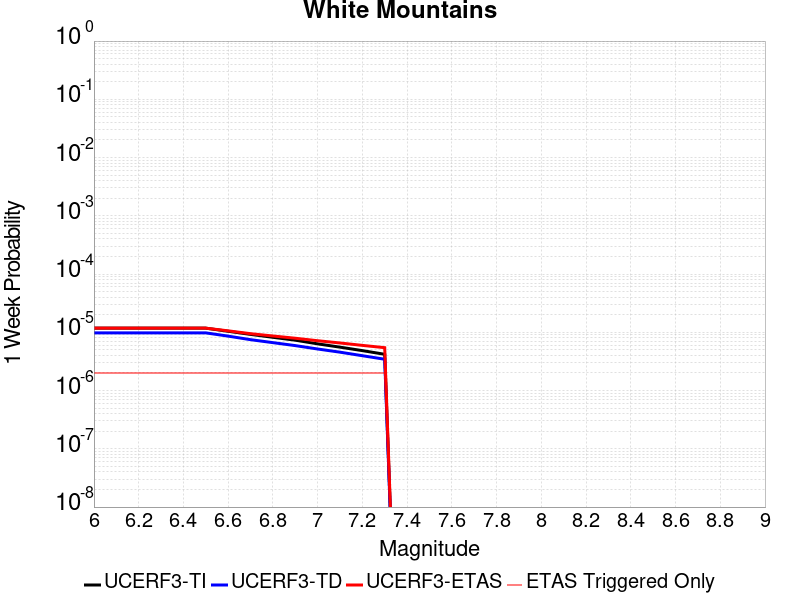 White Mountains
10^0
10^-1
10^-2
10^-3
10^-4
10^-5
10^-6
10^-7
10^-8
1 Week Probability
6 6.2 6.4 6.6 6.8 7 7.2 7.4 7.6 7.8 8 8.2 8.4 8.6 8.8 9
Magnitude
UCERF3-TI UCERF3-TD UCERF3-ETAS ETAS Triggered Only